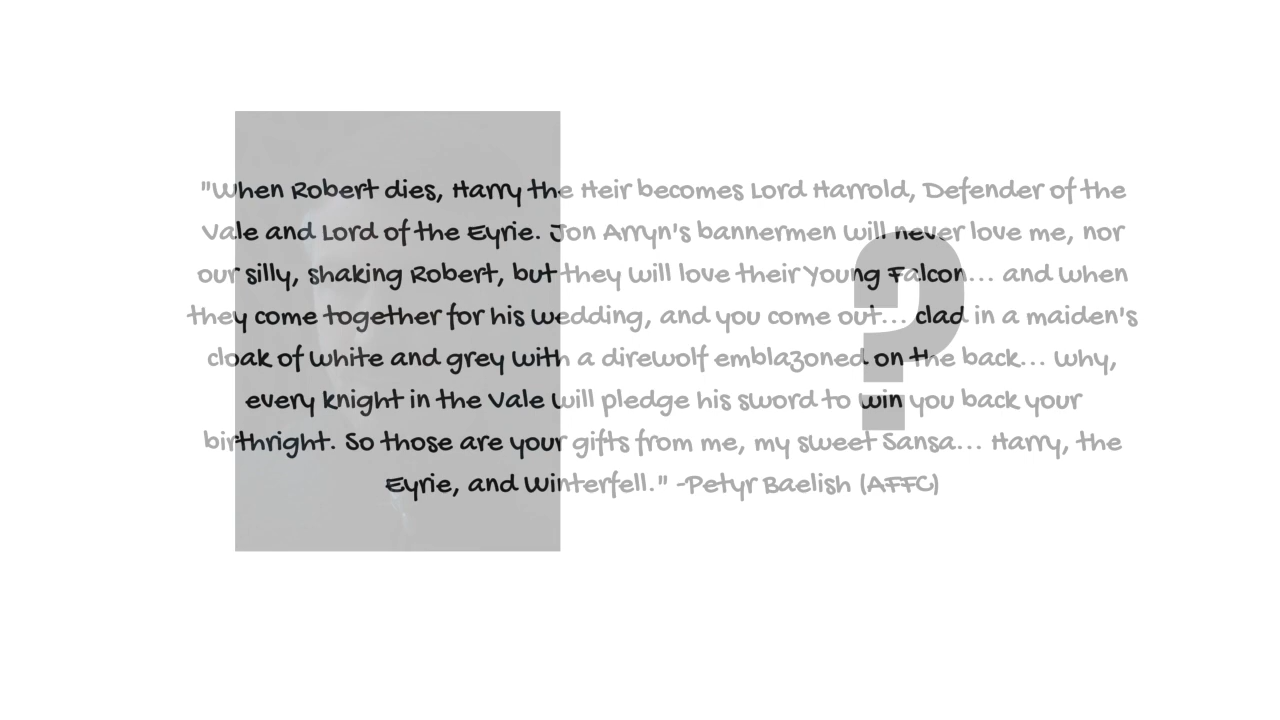 "When Robert dies, Harry the Heir becomes Lord Harrold, Defender of the
Vale and Lord of the Eyrie. Jon Arryn's bannermen will never love me, nor
our silly, shaking Robert, but they will love their Young Falcon... and when
they come together for his wedding, and you come out... clad in a maiden's
cloak of white and grey with a direwolf emblazoned on the back... why,
every knight in the Vale will pledge his sword to win you back your
birthright. So those are your gifts from me, my sweet Sansa... Harry, the
Eyrie, and Winterfell." -Petyr Baelish (AFFC)
?